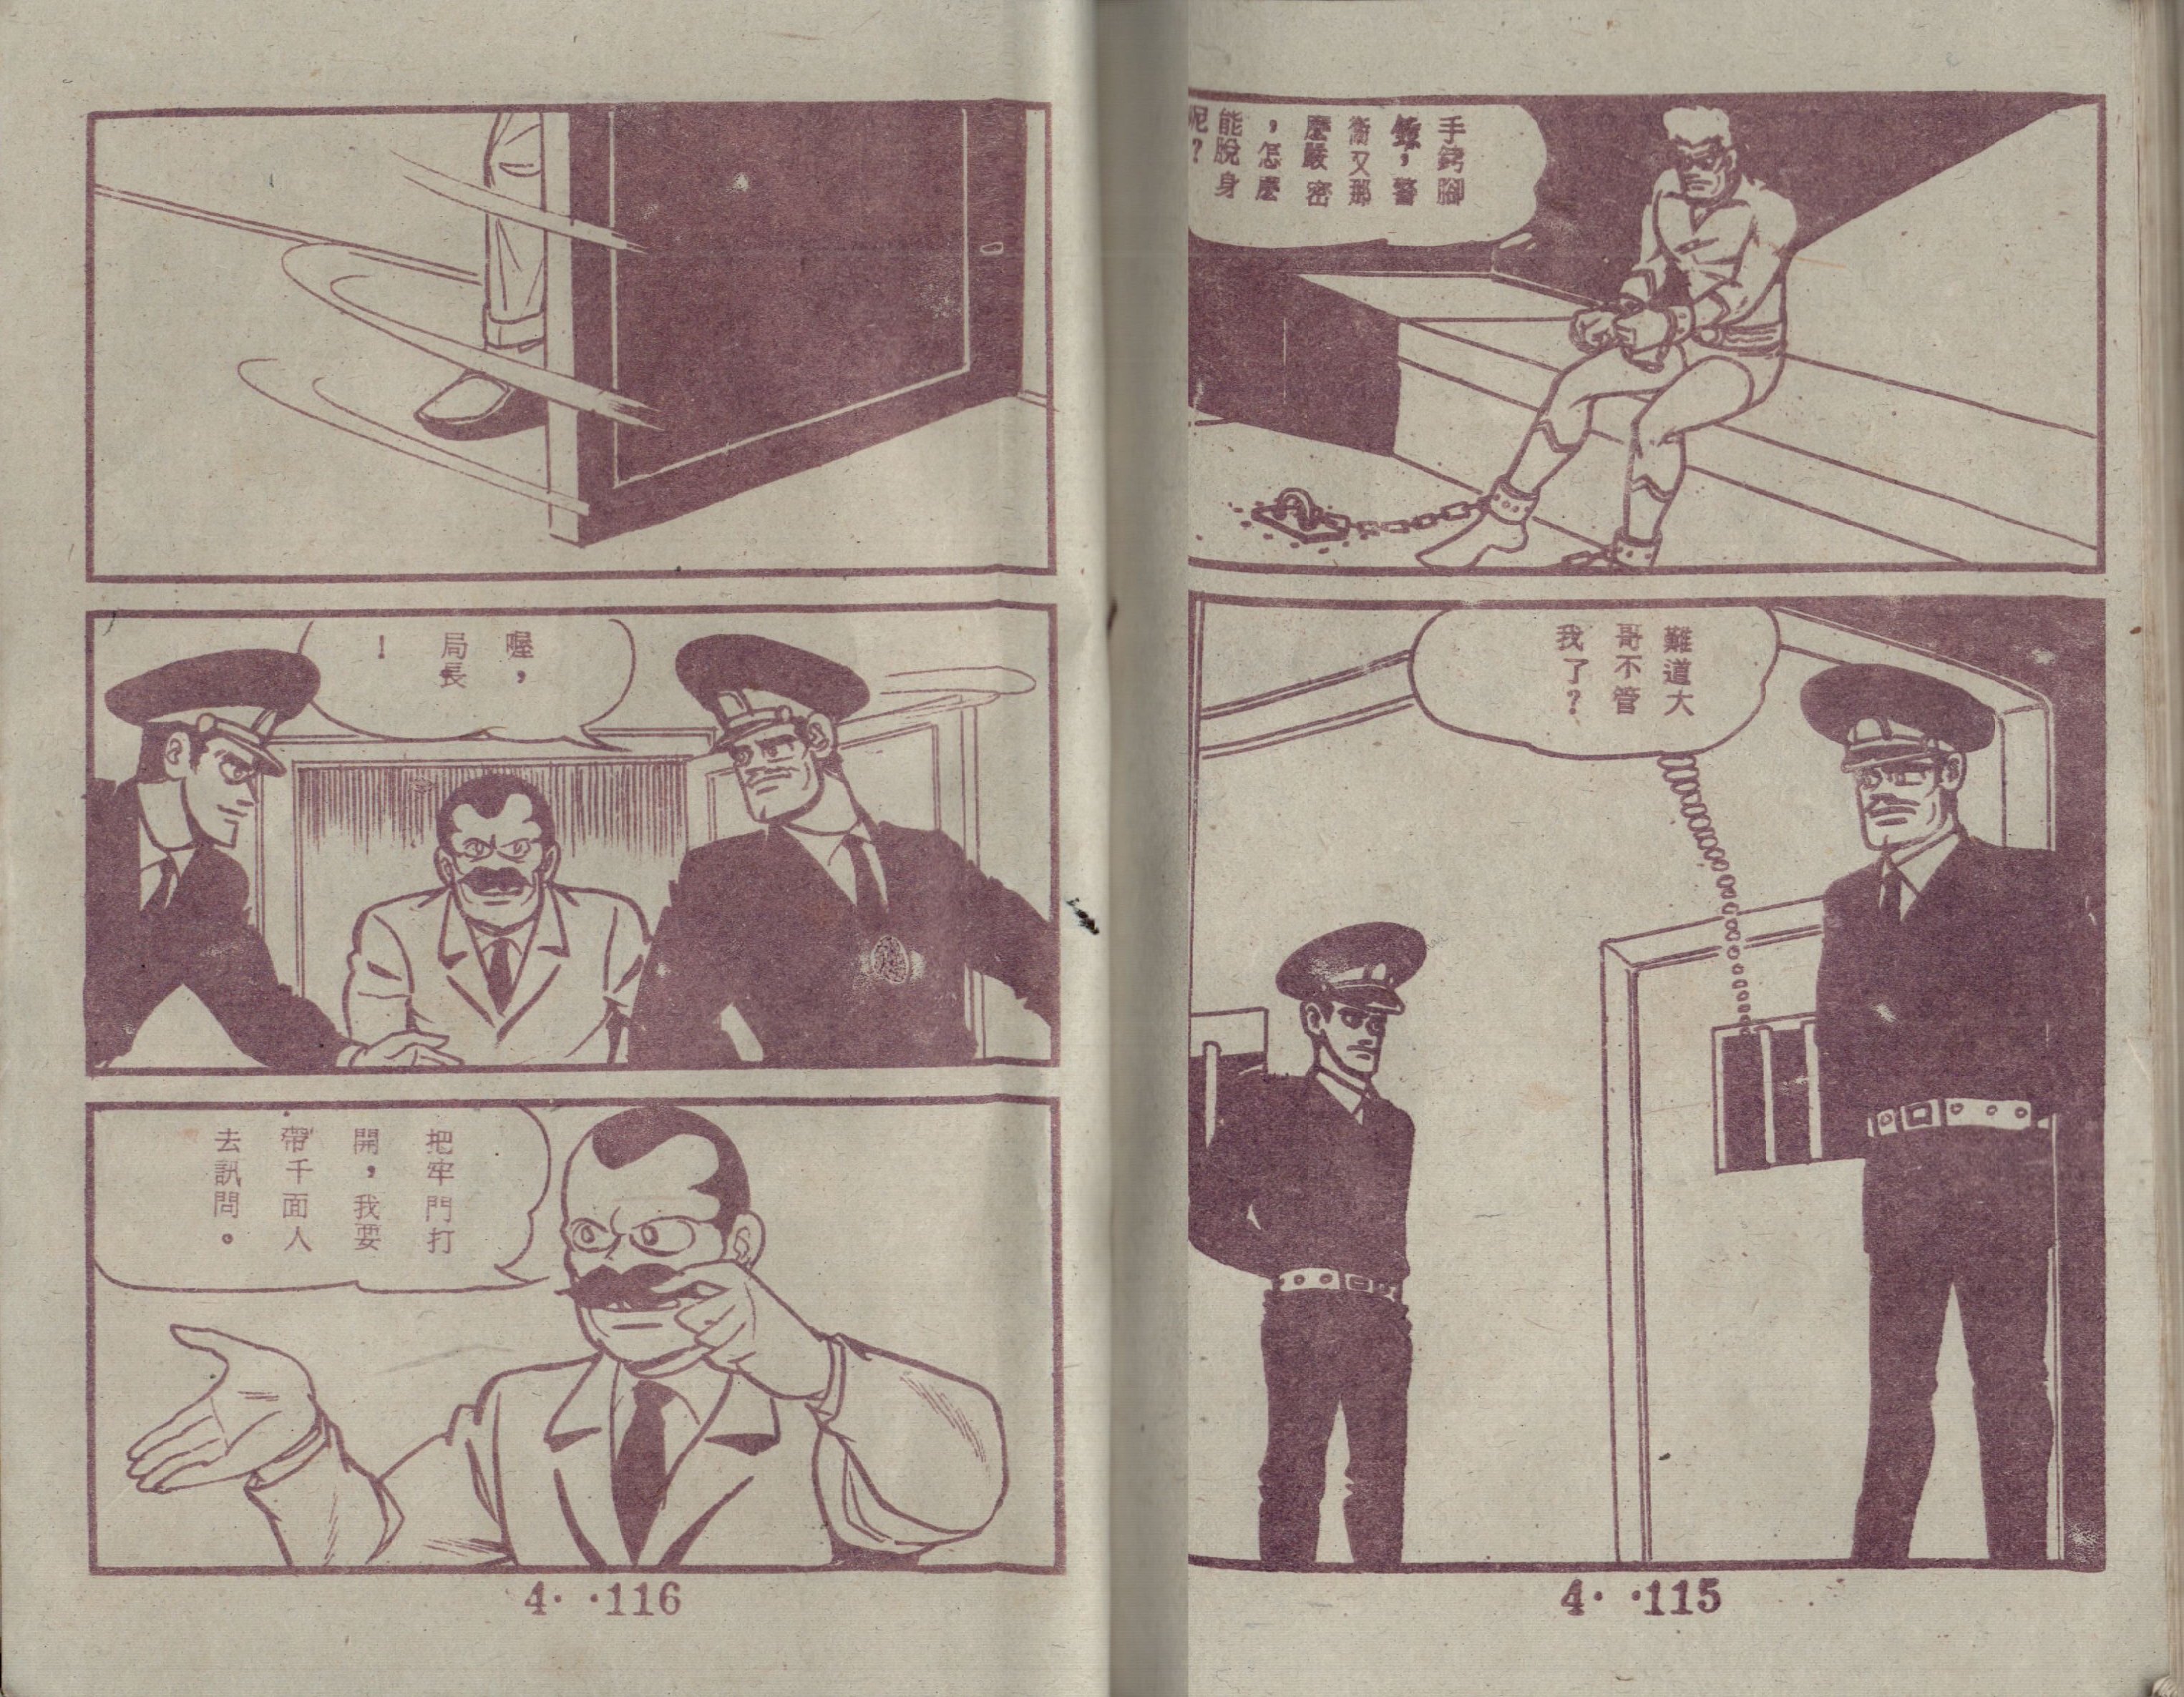 手銬腳
鐐，警
衛又那
麼嚴密
，怎麼
能脫身
呢？
難道大
哥不管
我了？
4··115
喔，
局長
！
把牢門打
開，我要
帶千面人
去訊問。
4··116